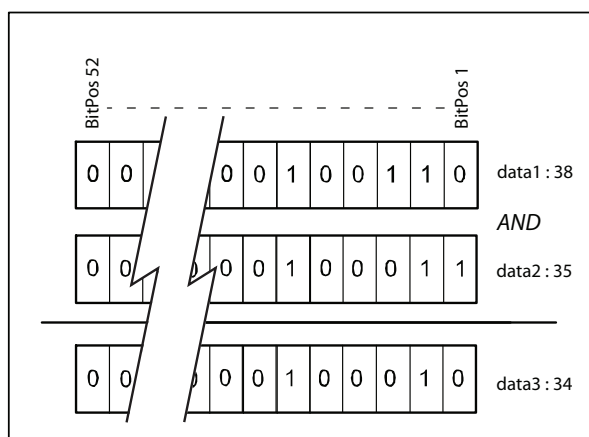 BitPos 52
BitPos 1
0 0 0 0 1 0 0 1 1 0 data1 : 38
AND
0 0 0 0 0 1 0 0 0 1 1 data2 : 35
0 0 0 0 0 1 0 0 0 1 0 data3 : 34